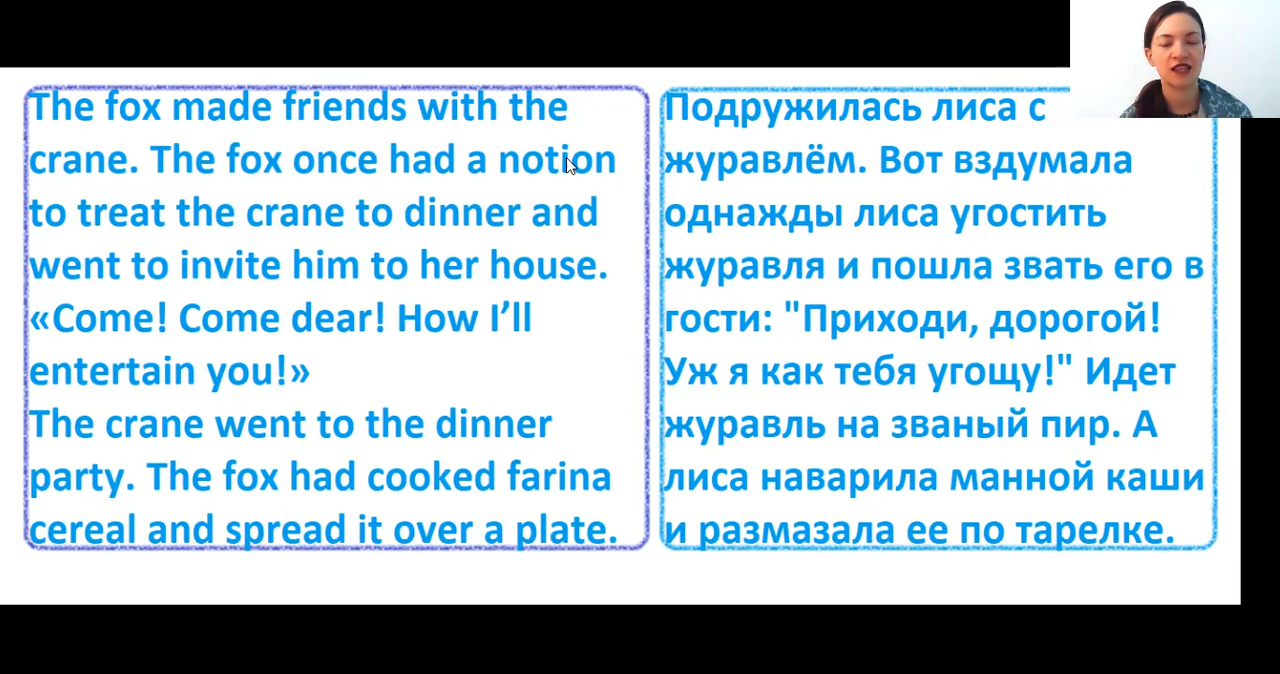 The fox made friends with the
crane. The fox once had a notion
to treat the crane to dinner and
went to invite him to her house.
«Come! Come dear! How I’ll
entertain you!»
The crane went to the dinner
party. The fox had cooked farina
cereal and spread it over a plate.
Подружилась лиса с
журавлём. Вот вздумала
однажды лиса угостить
журавля и пошла звать его в
гости: "Приходи, дорогой!
Уж я как тебя угощу!" Идет
журавль на званый пир. А
лиса наварила манной каши
и размазала ее по тарелке.